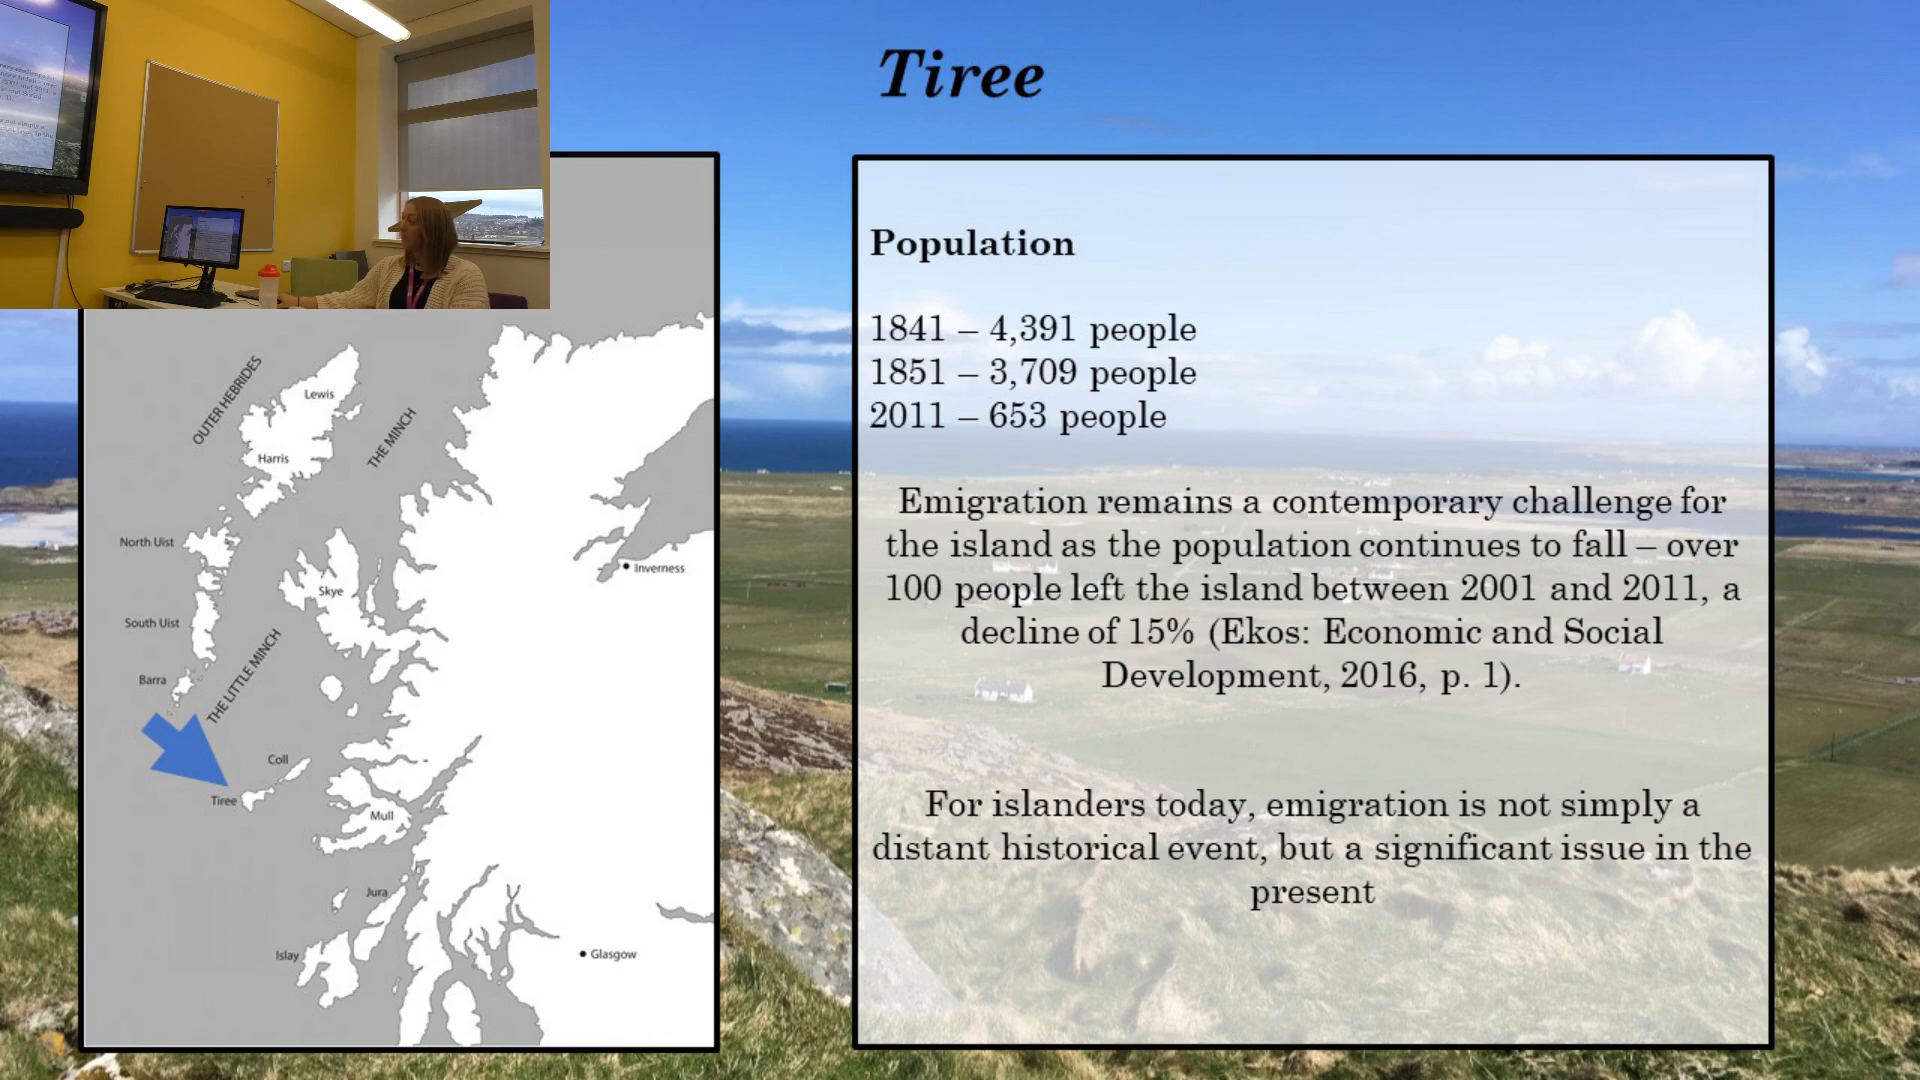 Tiree
OUTER HEBRIDES
Lewis
THE MINCH
Harris
North Uist
Inverness
Skye
South Uist
THE LITTLE MINCH
Barra
Coll
Tiree
Mull
Jura
Islay
Glasgow
Population
1841 – 4,391 people
1851 – 3,709 people
2011 – 653 people
Emigration remains a contemporary challenge for
the island as the population continues to fall – over
100 people left the island between 2001 and 2011, a
decline of 15% (Ekos: Economic and Social
Development, 2016, p. 1).
For islanders today, emigration is not simply a
distant historical event, but a significant issue in the
present